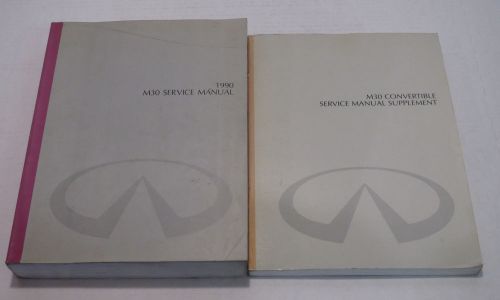 1990
M30 SERVICE MANUAL
M30 CONVERTIBLE
SERVICE MANUAL SUPPLEMENT